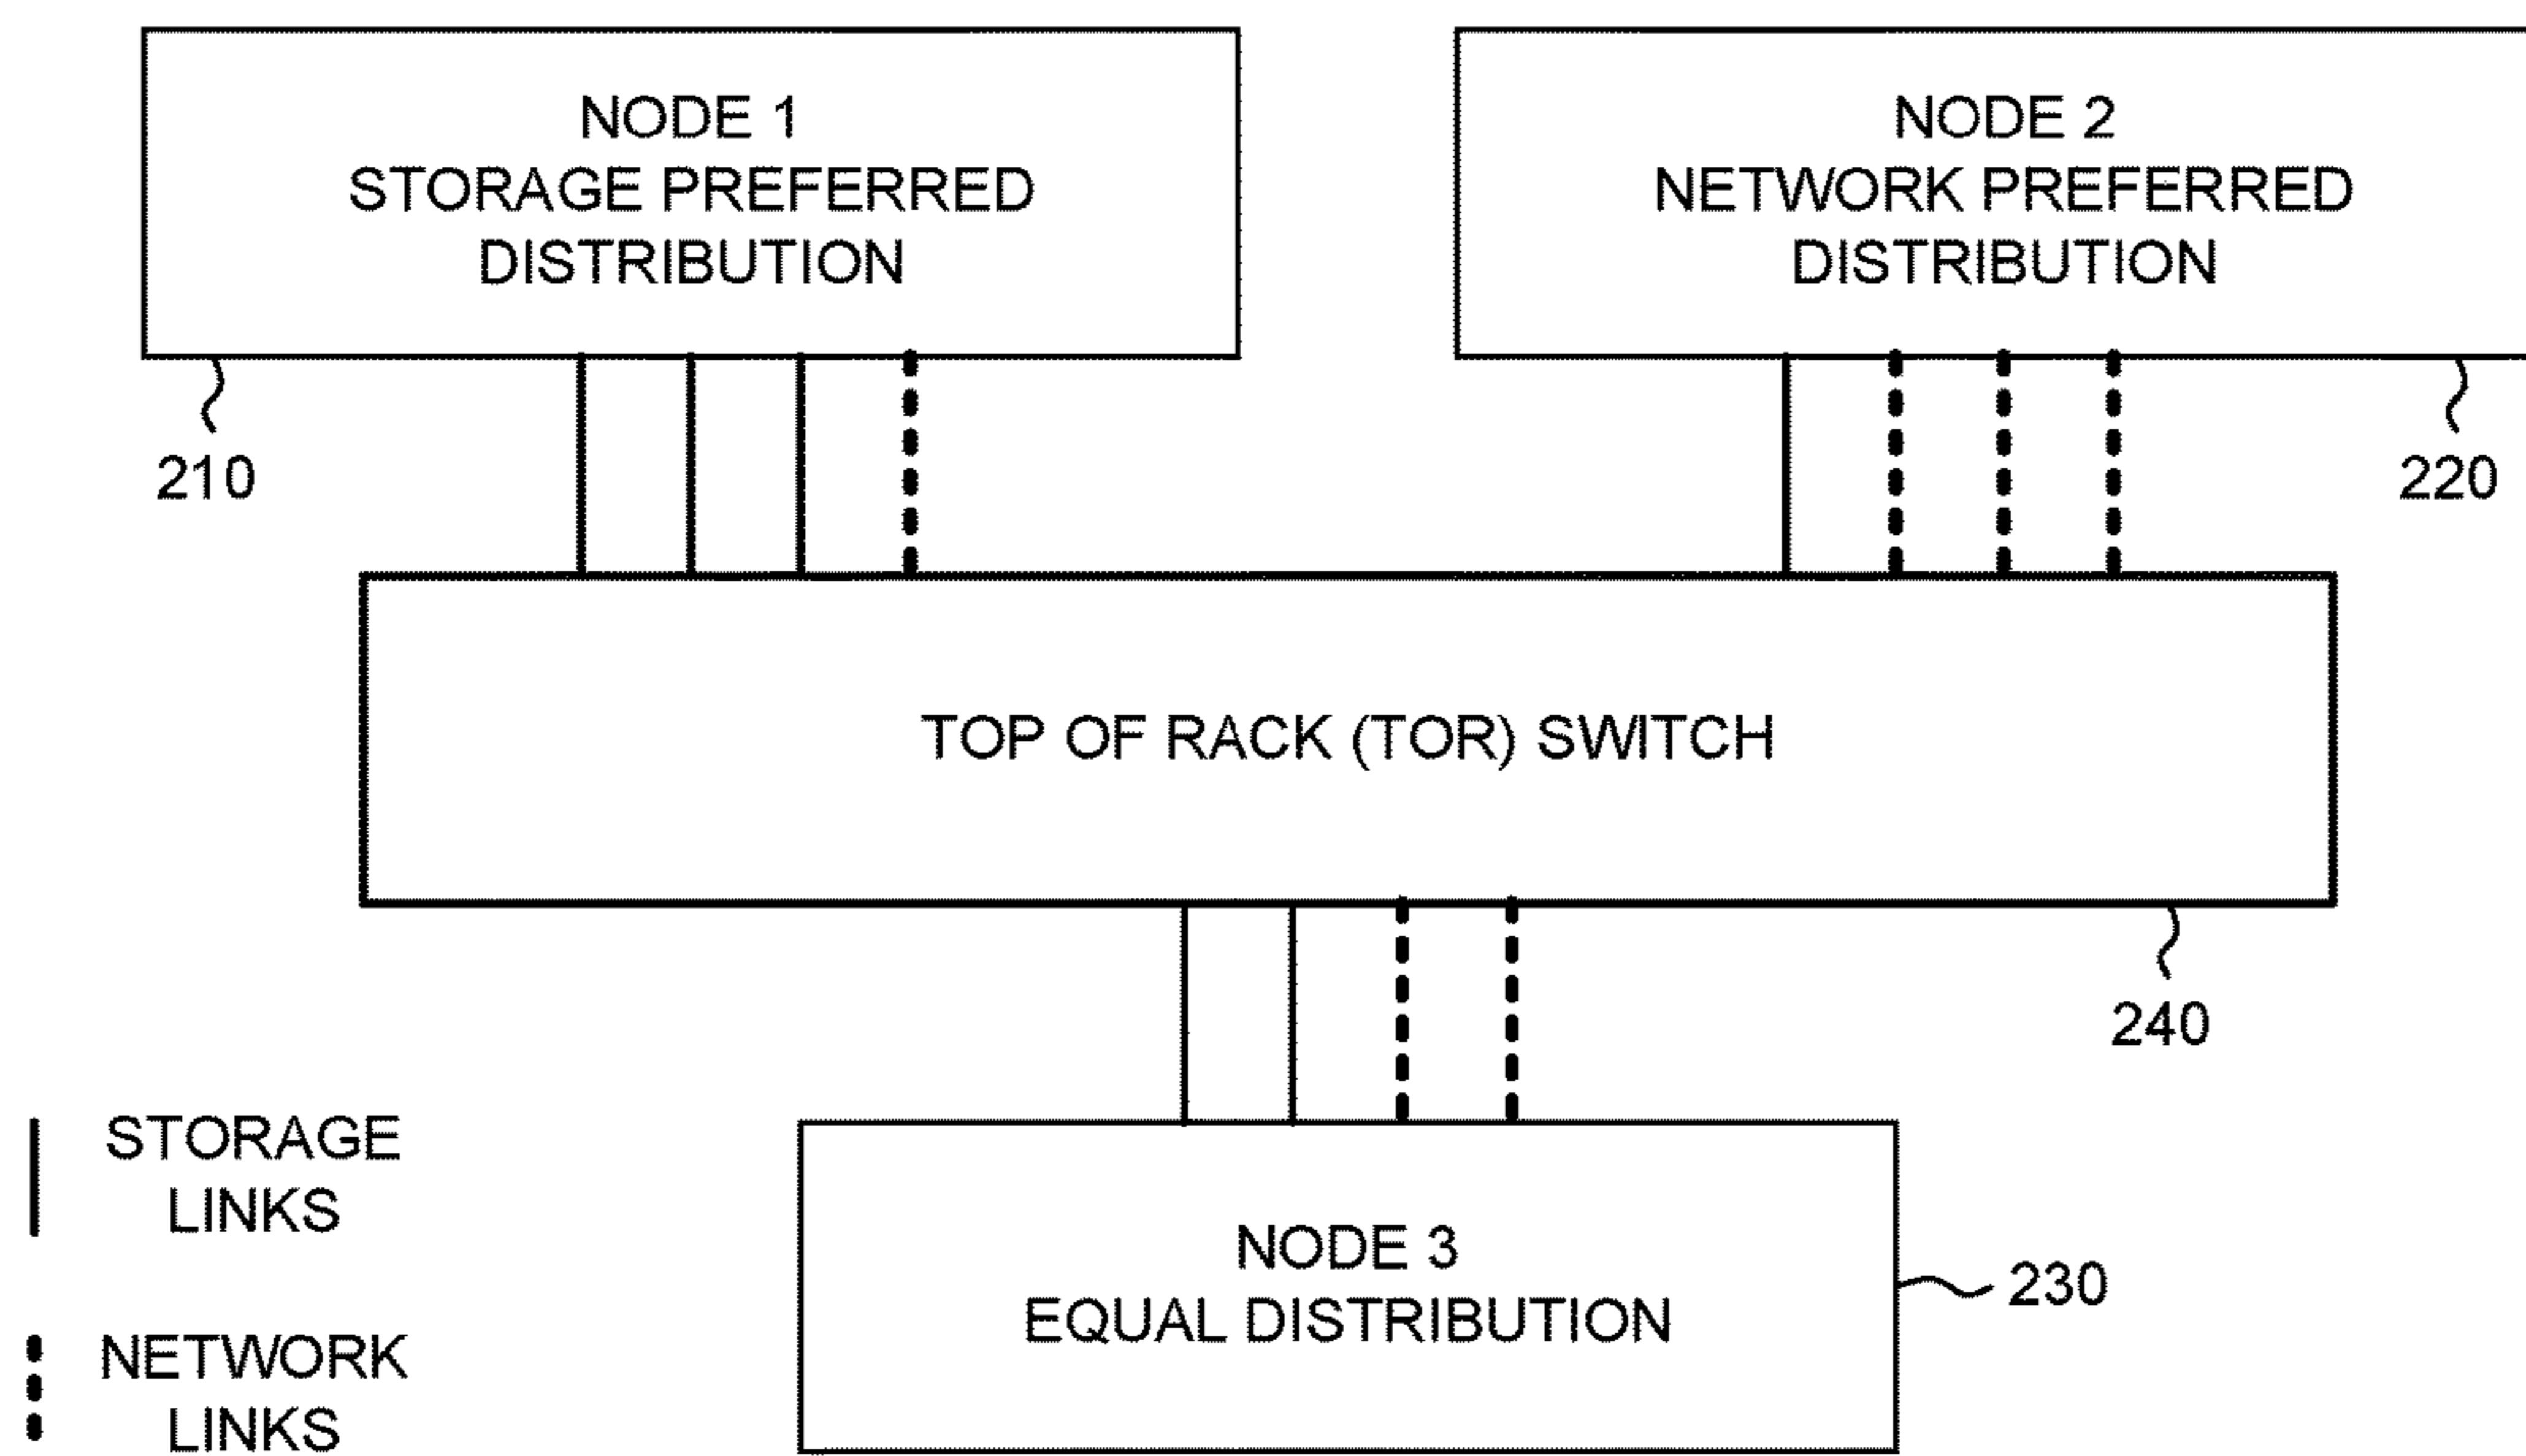 NODE 1
STORAGE PREFERRED
DISTRIBUTION
NODE 2
NETWORK PREFERRED
DISTRIBUTION
210
220
TOP OF RACK (TOR) SWITCH
240
STORAGE
LINKS
NODE 3
EQUAL DISTRIBUTION
230
NETWORK
LINKS